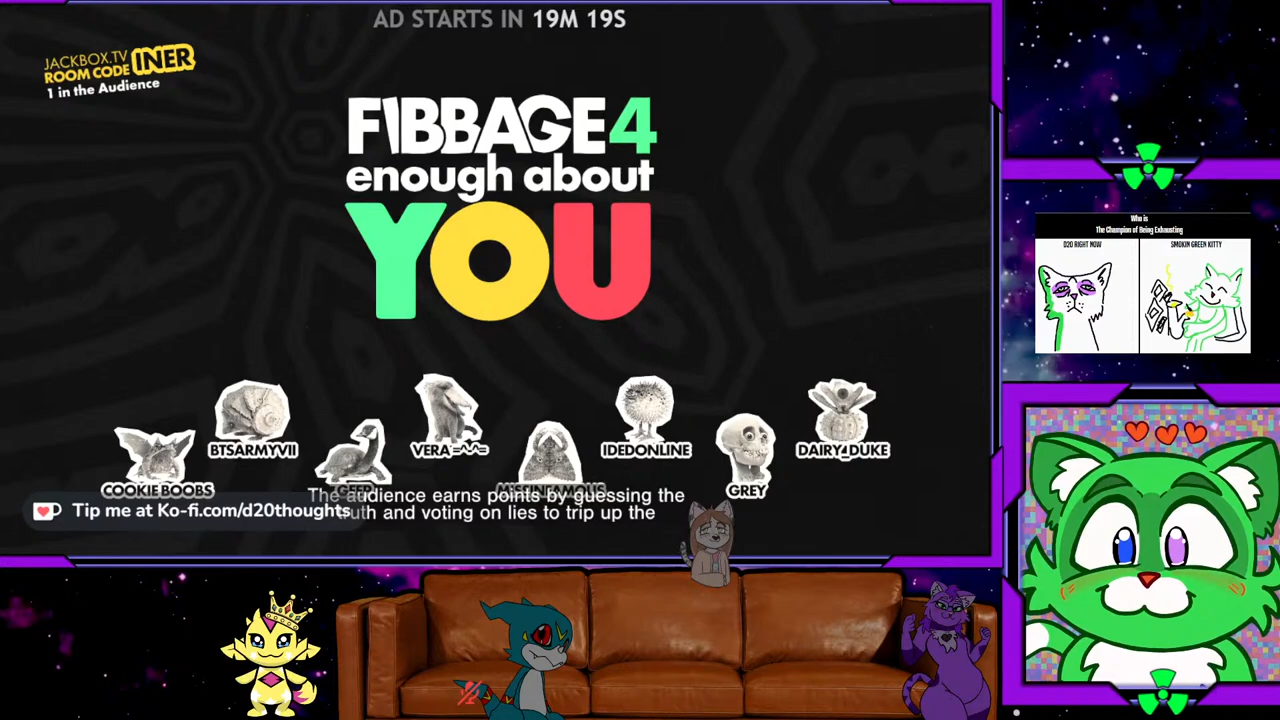 AD STARTS IN 19M 19S
JACKBOX.TV
ROOM CODE INER
1 in the Audience
FIBBAGE 4
enough about
YOU
COOKIE BOOBS
BTSARMYVII
VERA =^-^=
IDEDONLINE
GREY
DAIRY_DUKE
The audience earns points by guessing the
truth and voting on lies to trip up the
Tip me at Ko-fi.com/d20thoughts
Who is
The Champion of Being Exhausting
D20 RIGHT NOW
SMOKIN GREEN KITTY